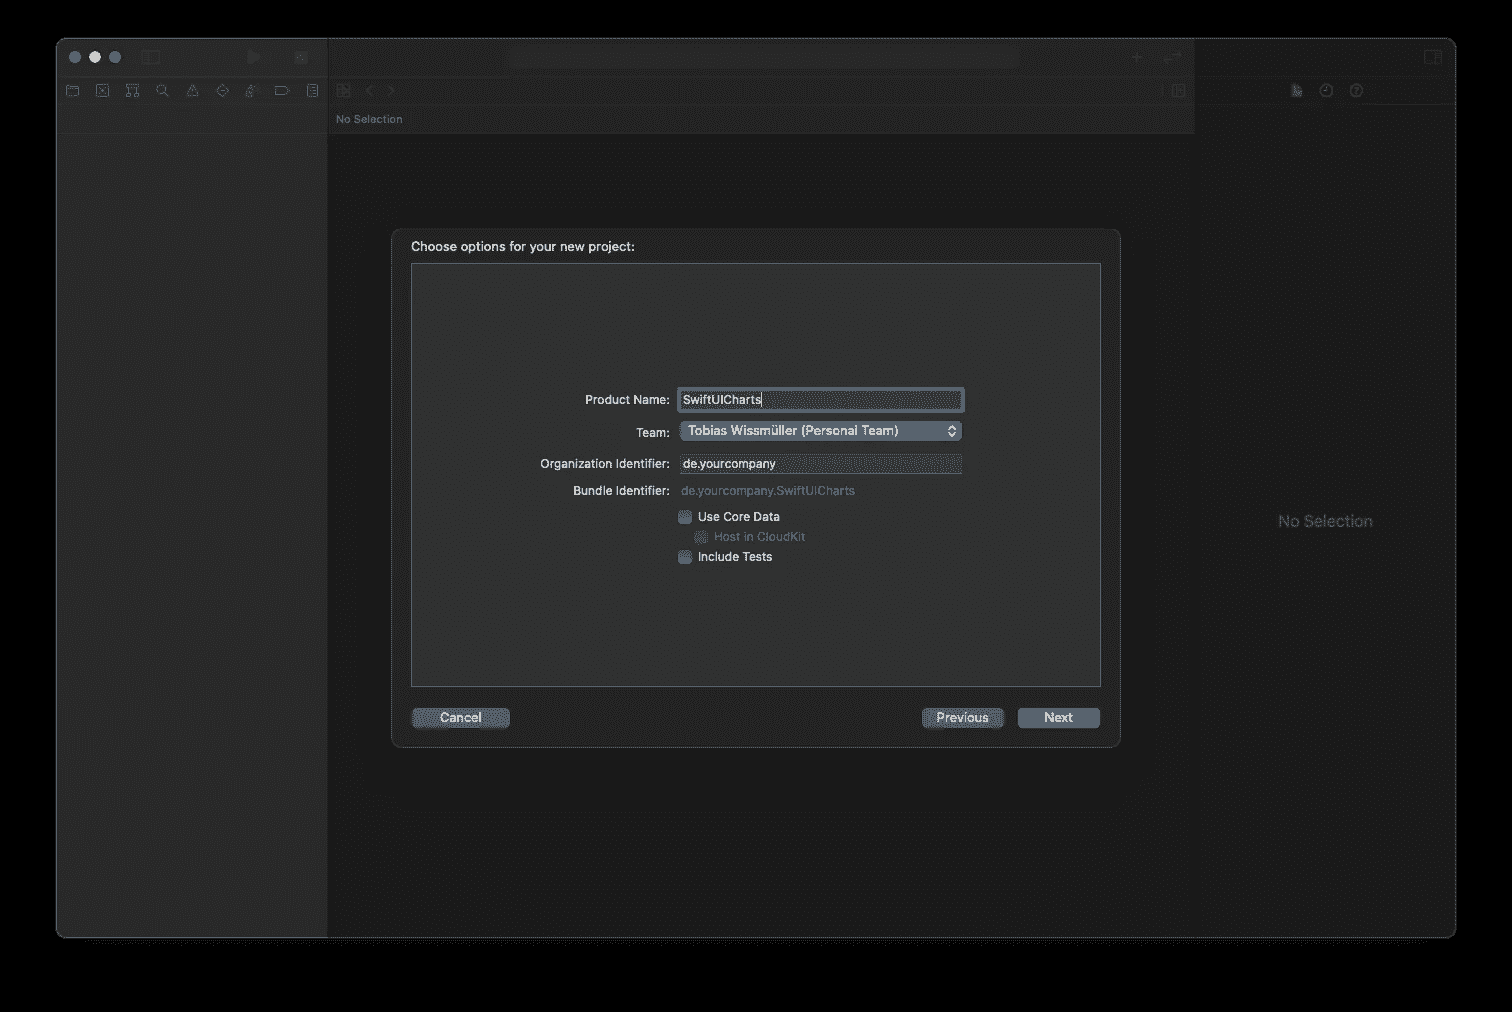 No Selection
Choose options for your new project:
Product Name: SwiftUICharts
Team: Tobias Wissmüller (Personal Team)
Organization Identifier: de.yourcompany
Bundle Identifier: de.yourcompany.SwiftUICharts
Use Core Data
Host in CloudKit
Include Tests
No Selection
Cancel Previous Next